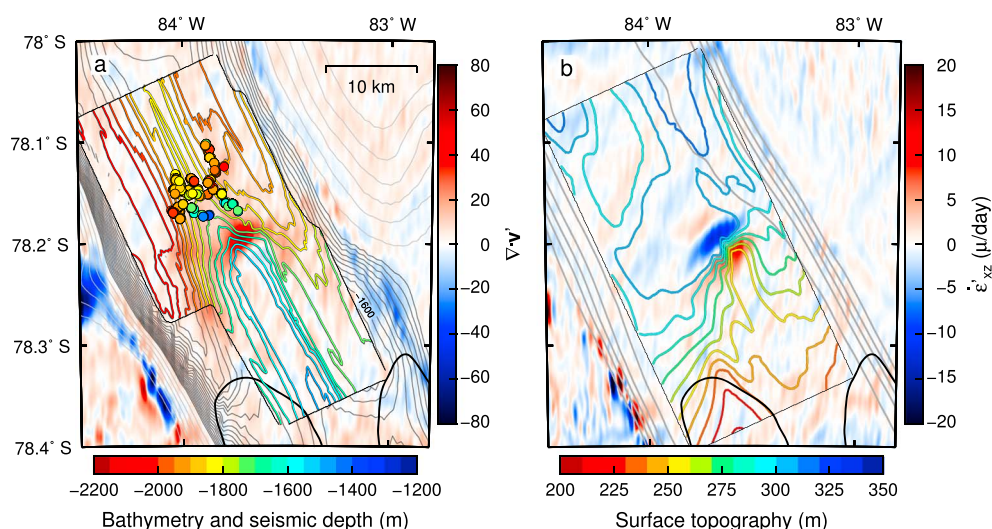 84° W
83° W
84° W
83° W
78° S
78.1° S
78.2° S
78.3° S
78.4° S
a
10 km
−1600
80
60
40
20
0
−20
−40
−60
−80
∇·v'
b
20
15
10
5
0
−5
−10
−15
−20
ε̇'xz (μ/day)
−2200 −2000 −1800 −1600 −1400 −1200
Bathymetry and seismic depth (m)
200 225 250 275 300 325 350
Surface topography (m)